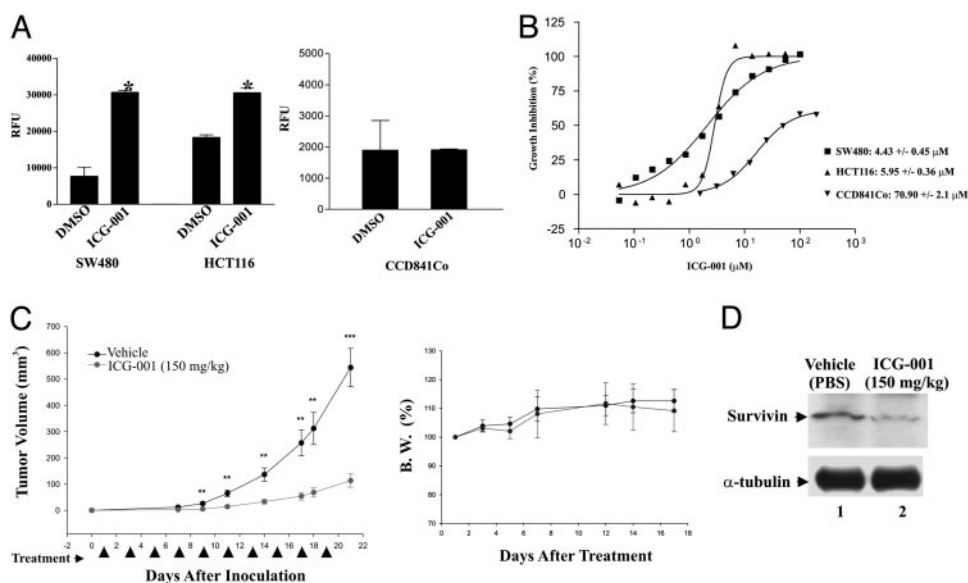 A
RFU
40000
30000
20000
10000
0
*
*
DMSO
ICG-001
DMSO
ICG-001
SW480
HCT116
RFU
5000
4000
3000
2000
1000
0
DMSO
ICG-001
CCD841Co
B
Growth Inhibition (%)
125
100
75
50
25
0
-25
10⁻¹ 10⁰ 10¹ 10² 10³
ICG-001 (μM)
SW480: 4.43 +/- 0.45 μM
HCT116: 5.95 +/- 0.36 μM
CCD841Co: 70.90 +/- 2.1 μM
C
Tumor Volume (mm³)
700
600
500
400
300
200
100
0
Vehicle
ICG-001 (150 mg/kg)
** ** ** ** ** ***
-2 0 2 4 6 8 10 12 14 16 18 20 22
Treatment
Days After Inoculation
B. W. (%)
130
120
110
100
90
80
70
0 2 4 6 8 10 12 14 16 18
Days After Treatment
D
Vehicle ICG-001
(PBS) (150 mg/kg)
Survivin
α-tubulin
1 2